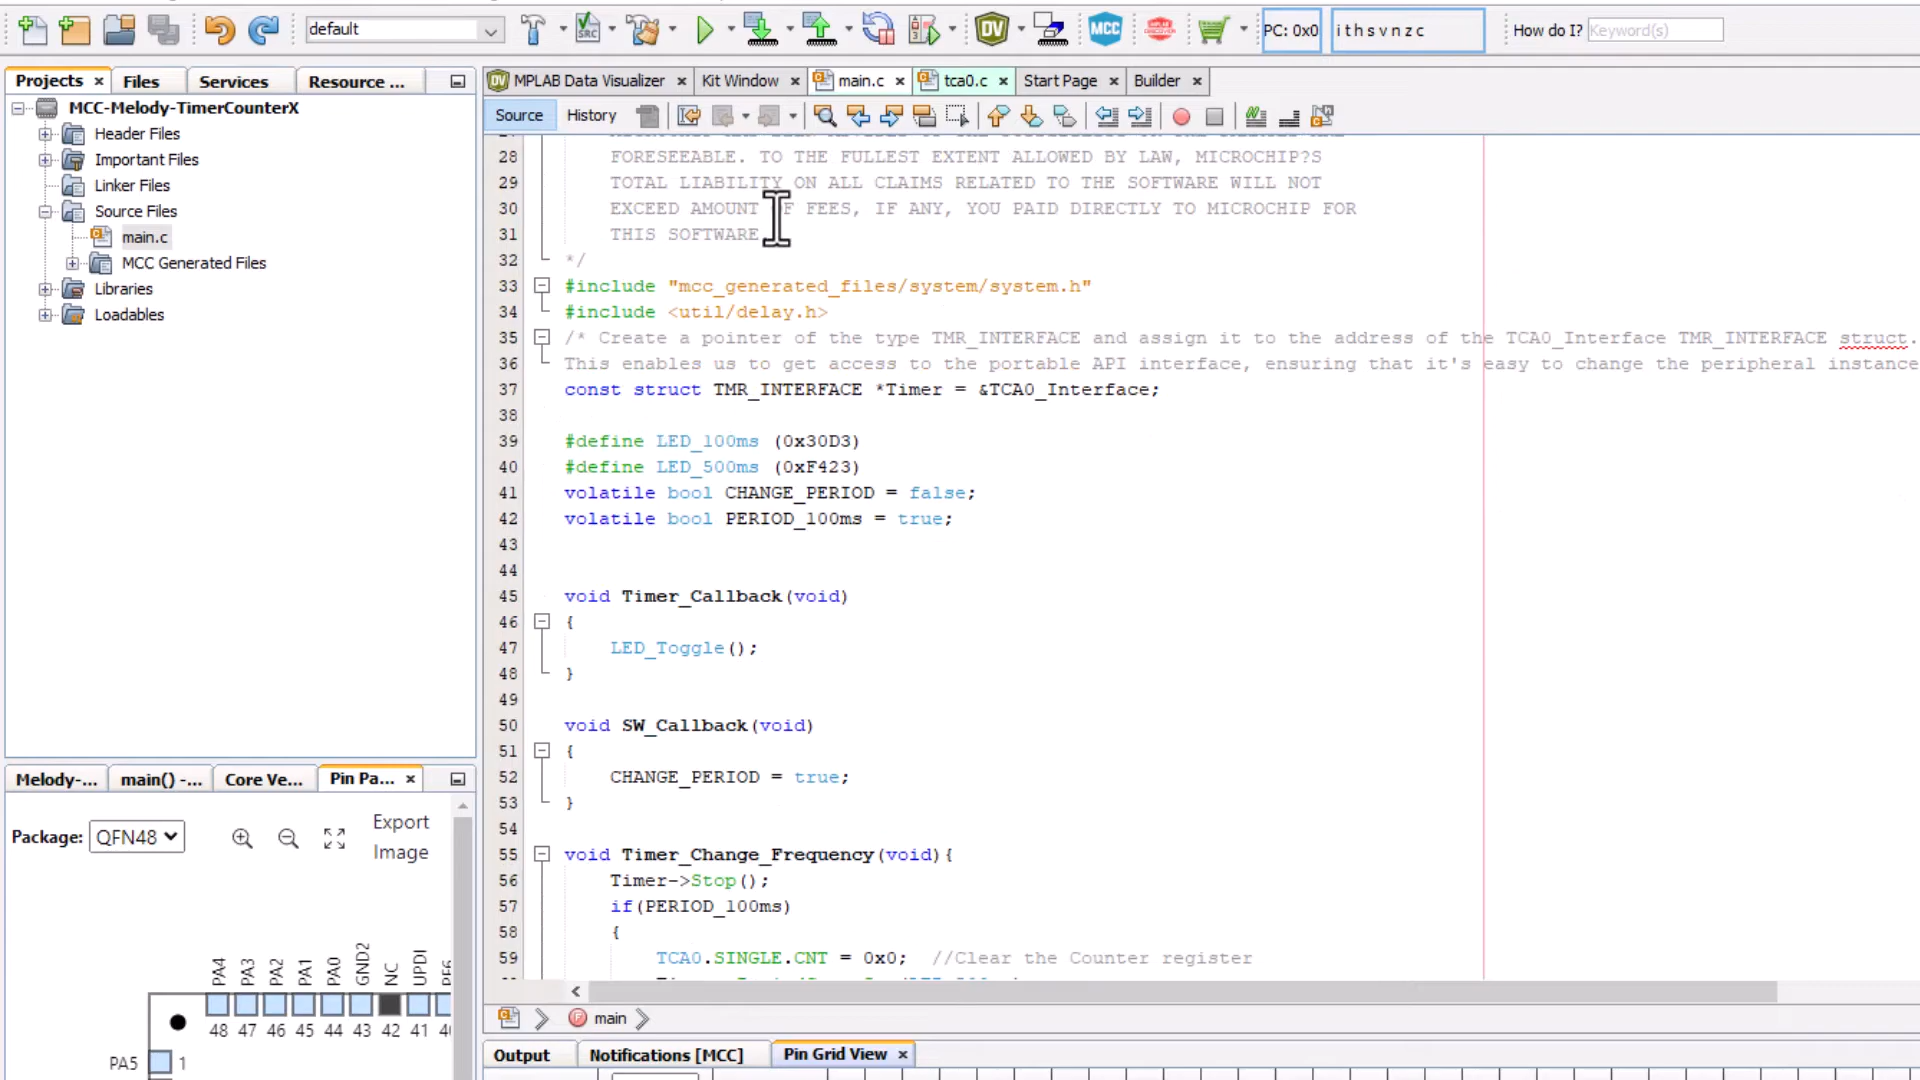 default
PC: 0x0
i t h s v n z c
How do I?
Keyword(s)
Projects
Files
Services
Resource ...
MPLAB Data Visualizer
Kit Window
main.c
tca0.c
Start Page
Builder
Source
History
MCC-Melody-TimerCounterX
Header Files
Important Files
Linker Files
Source Files
main.c
MCC Generated Files
Libraries
Loadables
28 FORESEEABLE. TO THE FULLEST EXTENT ALLOWED BY LAW, MICROCHIP?S
29 TOTAL LIABILITY ON ALL CLAIMS RELATED TO THE SOFTWARE WILL NOT
30 EXCEED AMOUNT OF FEES, IF ANY, YOU PAID DIRECTLY TO MICROCHIP FOR
31 THIS SOFTWARE.
32 */
33 #include "mcc_generated_files/system/system.h"
34 #include <util/delay.h>
35 /* Create a pointer of the type TMR_INTERFACE and assign it to the address of the TCA0_Interface TMR_INTERFACE struct.
36 This enables us to get access to the portable API interface, ensuring that it's easy to change the peripheral instance
37 const struct TMR_INTERFACE *Timer = &TCA0_Interface;
38
39 #define LED_100ms (0x30D3)
40 #define LED_500ms (0xF423)
41 volatile bool CHANGE_PERIOD = false;
42 volatile bool PERIOD_100ms = true;
43
44
45 void Timer_Callback(void)
46 {
47 LED_Toggle();
48 }
49
50 void SW_Callback(void)
51 {
52 CHANGE_PERIOD = true;
53 }
54
55 void Timer_Change_Frequency(void){
56 Timer->Stop();
57 if(PERIOD_100ms)
58 {
59 TCA0.SINGLE.CNT = 0x0; //Clear the Counter register
main
Melody-...
main() -...
Core Ve...
Pin Pa...
Package:
QFN48
Export
Image
PA4
PA3
PA2
PA1
PA0
GND2
NC
UPDI
48 47 46 45 44 43 42 41
PA5 1
Output
Notifications [MCC]
Pin Grid View